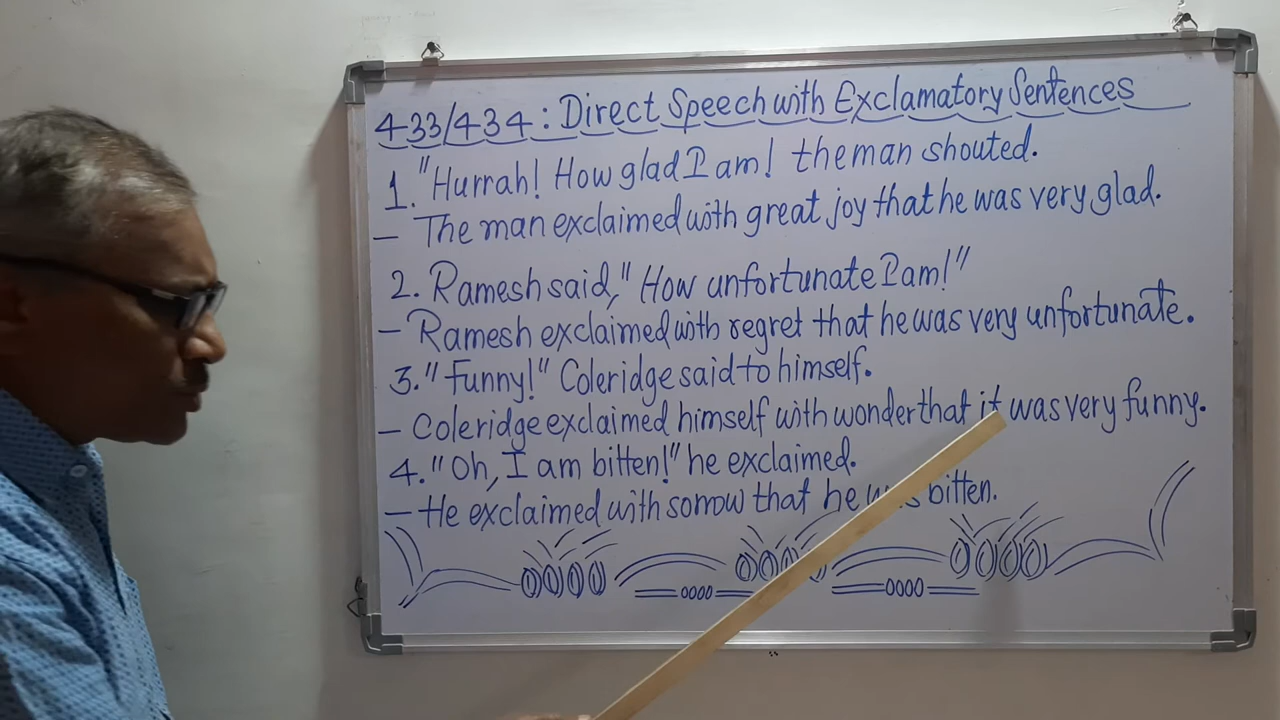 433/434: Direct Speech with Exclamatory Sentences
1. "Hurrah! How glad I am! the man shouted.
– The man exclaimed with great joy that he was very glad.
2. Ramesh said, "How unfortunate I am!"
– Ramesh exclaimed with regret that he was very unfortunate.
3. "Funny!" Coleridge said to himself.
– Coleridge exclaimed himself with wonder that it was very funny.
4. "Oh, I am bitten!" he exclaimed.
– He exclaimed with sorrow that he was bitten.